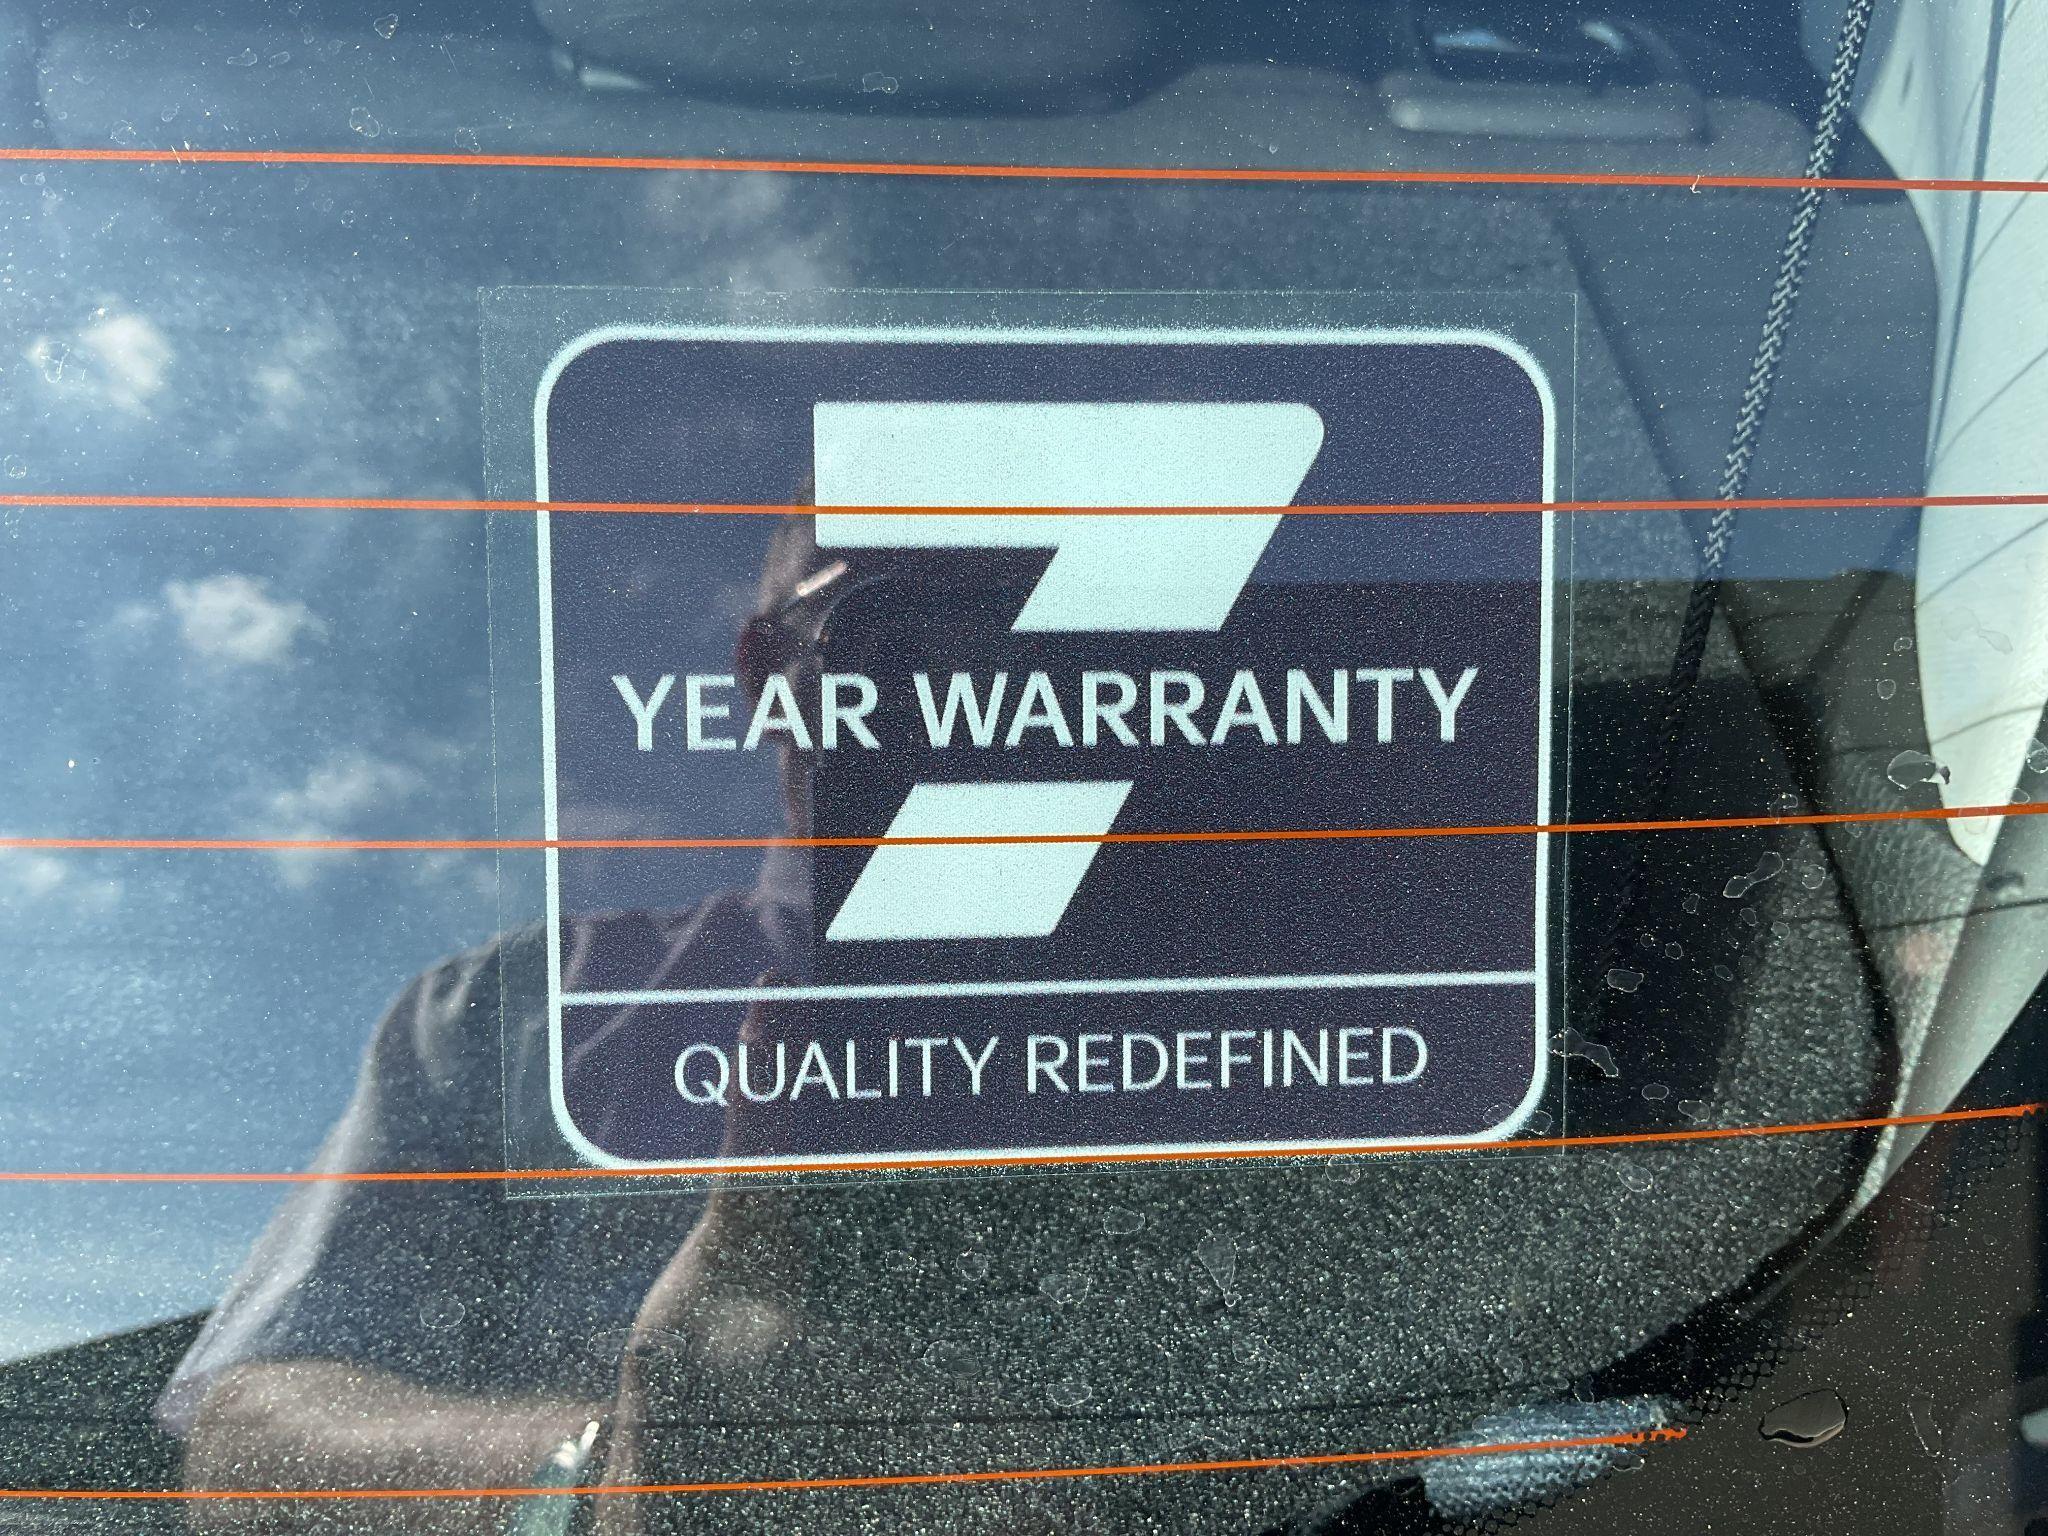 7
YEAR WARRANTY
QUALITY REDEFINED